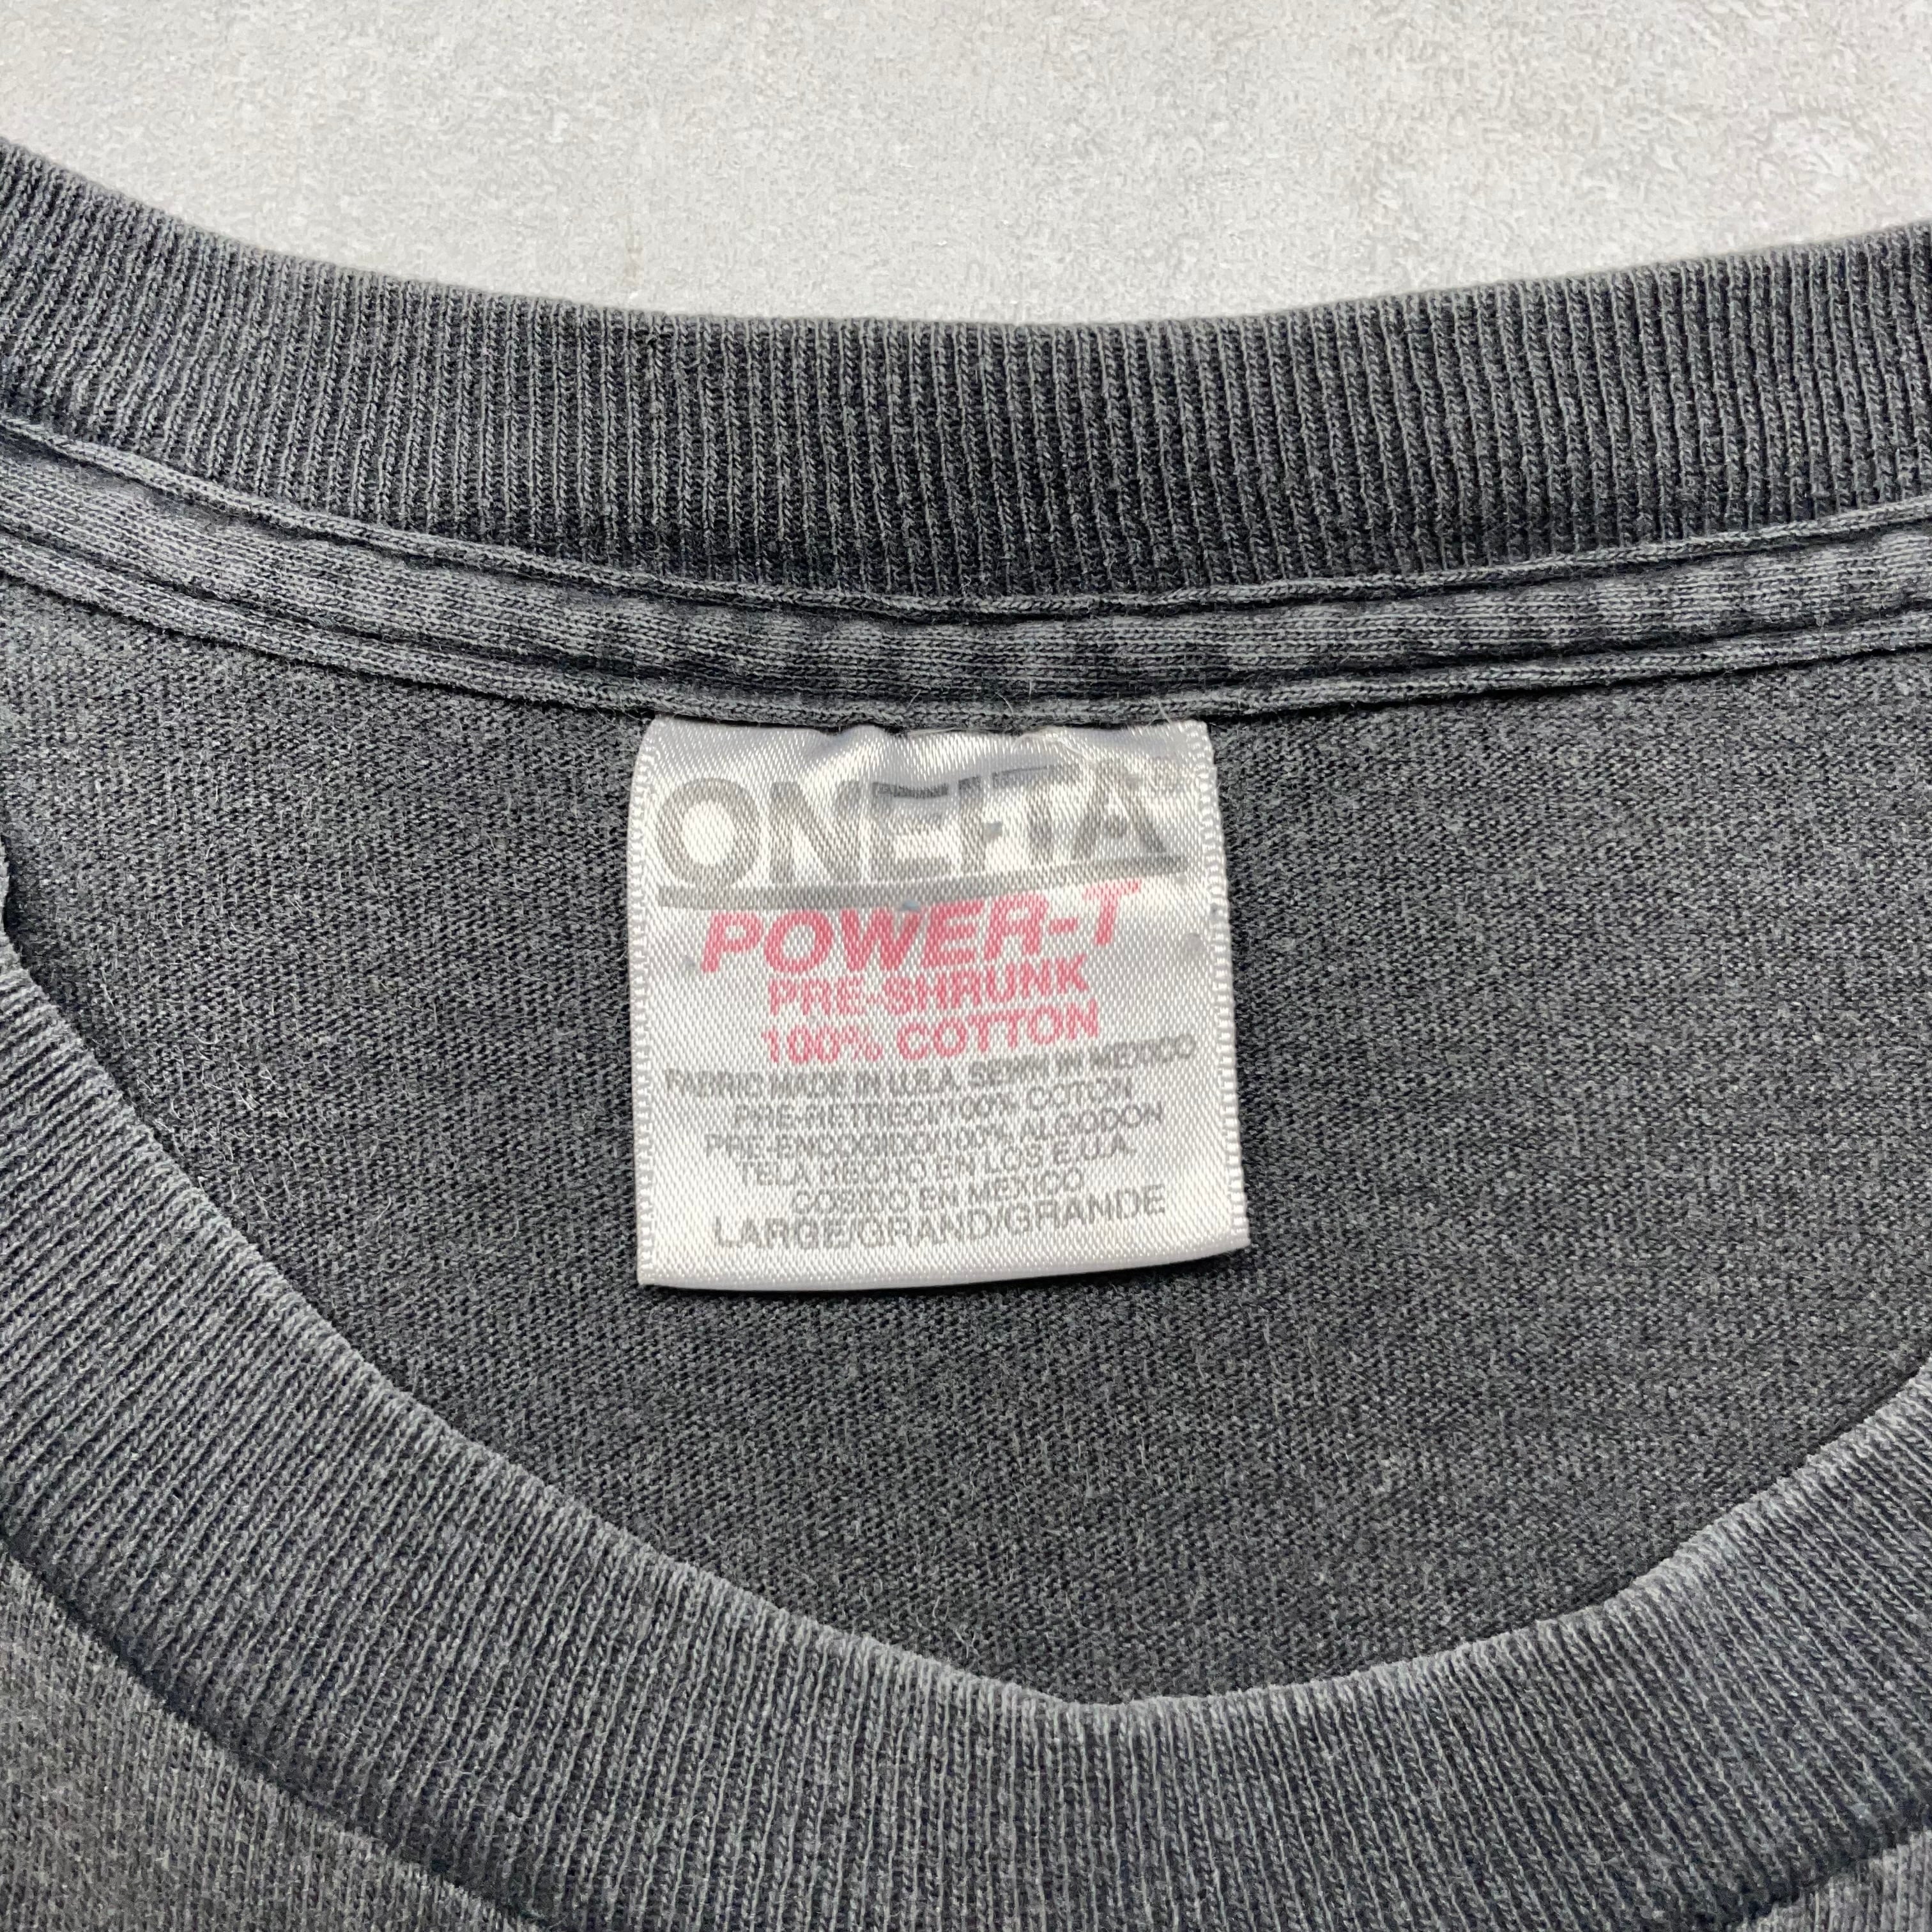 ONEITA®
POWER-T
PRE-SHRUNK
100% COTTON
FABRIC MADE IN U.S.A. SEWN IN MEXICO
PRE-RETRECI/100% COTON
PRE-ENCOGIDO/100% ALGODON
TELA HECHO EN LOS E.U.A.
COSIDO EN MEXICO
LARGE/GRAND/GRANDE